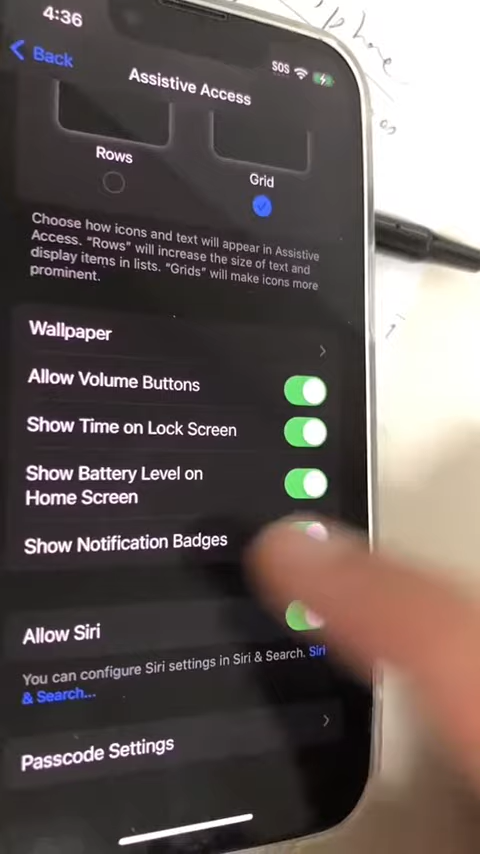 4:36
SOS
Back
Assistive Access
Rows
Grid
Choose how icons and text will appear in Assistive
Access. “Rows” will increase the size of text and
display items in lists. “Grids” will make icons more
prominent.
Wallpaper
Allow Volume Buttons
Show Time on Lock Screen
Show Battery Level on
Home Screen
Show Notification Badges
Allow Siri
You can configure Siri settings in Siri & Search. Siri
& Search...
Passcode Settings